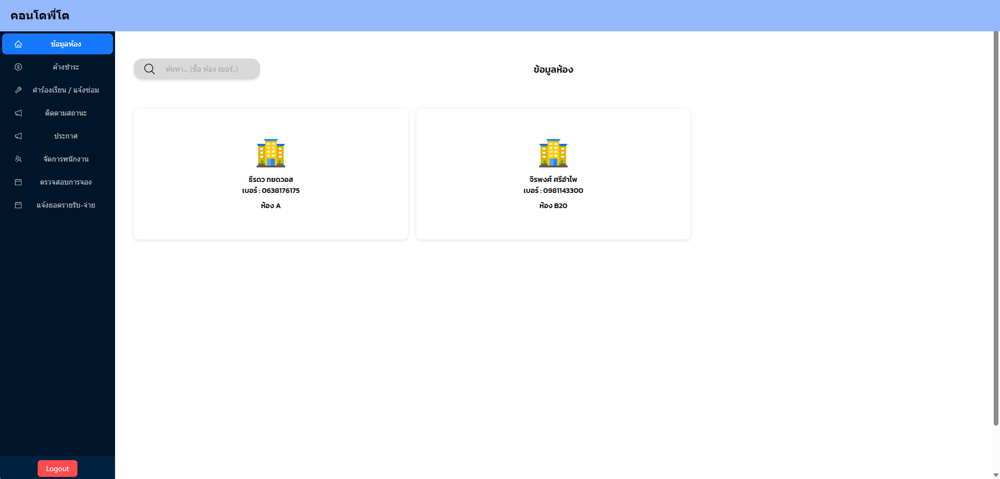 คอนโดพี่โต
ข้อมูลห้อง
ค้างชำระ
คำร้องเรียน / แจ้งซ่อม
ติดตามสถานะ
ประกาศ
จัดการพนักงาน
ตรวจสอบการจอง
แจ้งยอดรายรับ-จ่าย
Logout
ค้นหา... (ชื่อ ห้อง เบอร์..)
ข้อมูลห้อง
ธีรดว กยดวอส
เบอร์ : 0638176175
ห้อง A
จิรพงศ์ ศรีอำไพ
เบอร์ : 0981143300
ห้อง B20